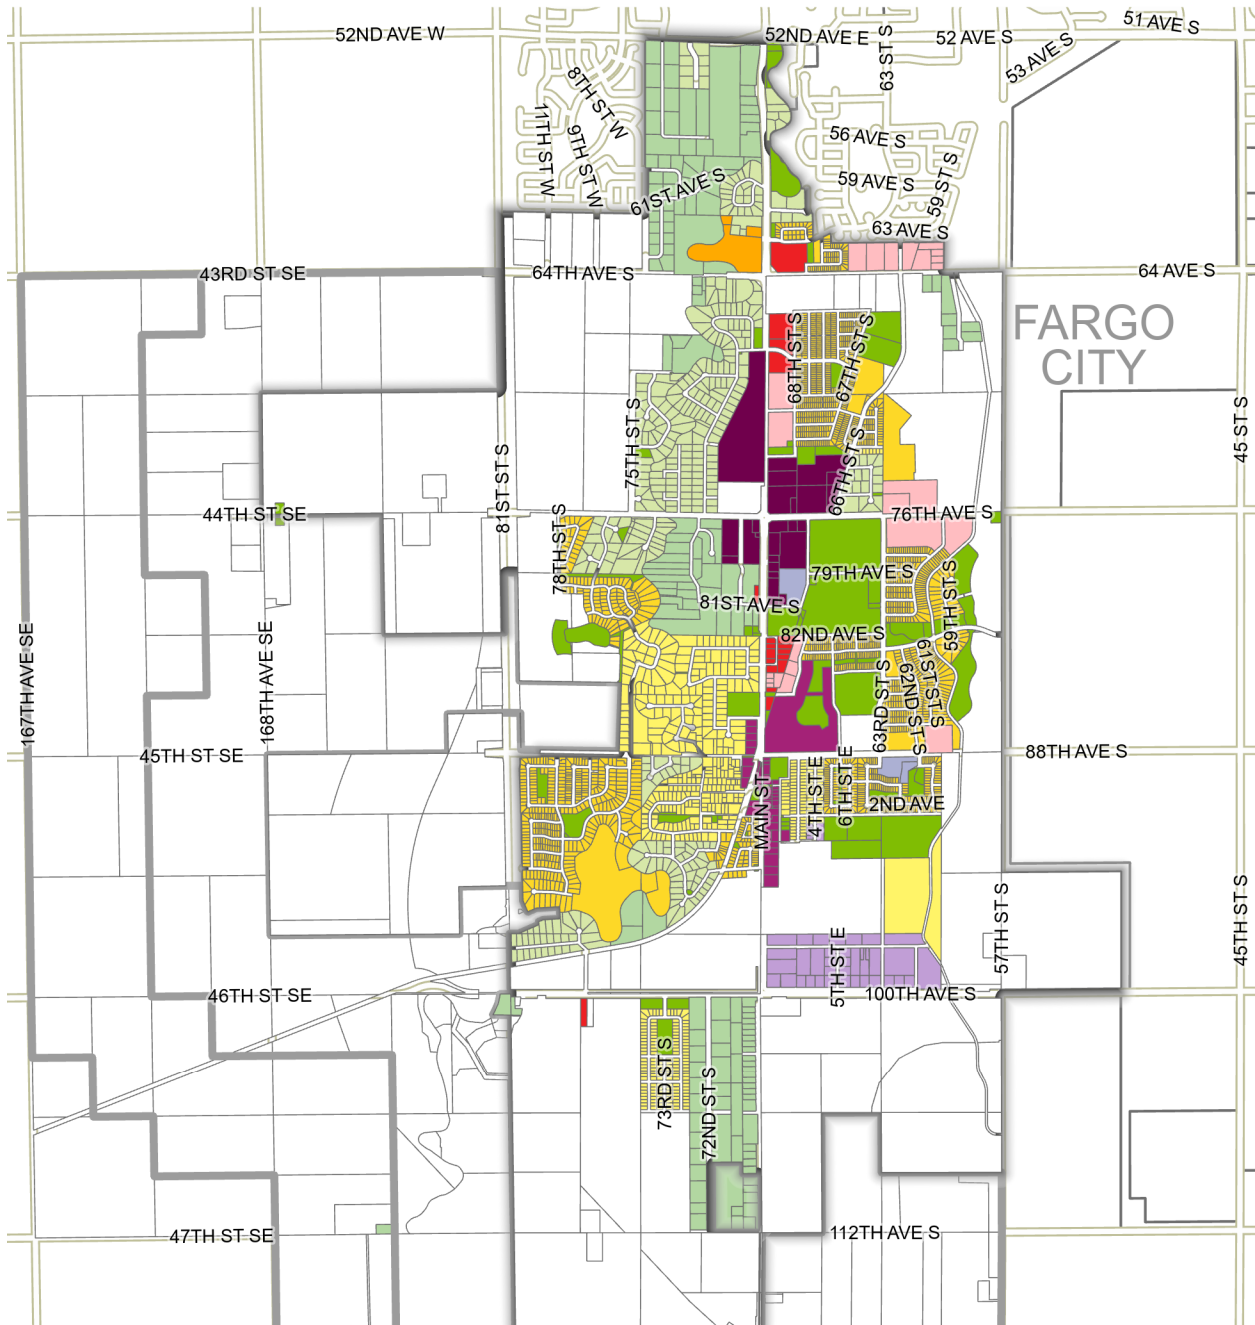 51 AVE S
52ND AVE W
52ND AVE E
52 AVE S
63 ST S
53 AVE S
8TH ST W
11TH ST W
9TH ST W
56 AVE S
59 AVE S
59 ST S
61ST AVE S
63 AVE S
43RD ST SE
64TH AVE S
64 AVE S
FARGO
CITY
68TH ST S
67TH ST S
75TH ST S
45 ST S
81ST ST S
66TH ST S
44TH ST SE
78TH ST S
76TH AVE S
79TH AVE S
81ST AVE S
59TH ST S
82ND AVE S
167TH AVE SE
168TH AVE SE
61ST ST S
62ND ST S
63RD ST S
45TH ST SE
88TH AVE S
MAIN ST
4TH ST E
6TH ST E
2ND AVE
57TH ST S
45TH ST S
5TH ST E
46TH ST SE
100TH AVE S
73RD ST S
72ND ST S
47TH ST SE
112TH AVE S